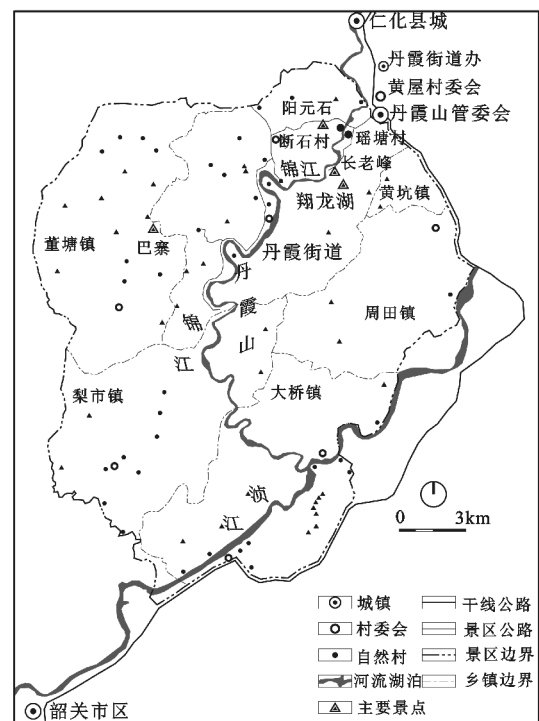 仁化县城
丹霞街道办
黄屋村委会
丹霞山管委会
阳元石
断石村
瑶塘村
锦江
长老峰
黄坑镇
翔龙湖
董塘镇
巴寨
丹霞街道
丹霞山
锦江
周田镇
梨市镇
大桥镇
浈江
0 3km
城镇
干线公路
村委会
景区公路
自然村
景区边界
河流湖泊
乡镇边界
主要景点
韶关市区